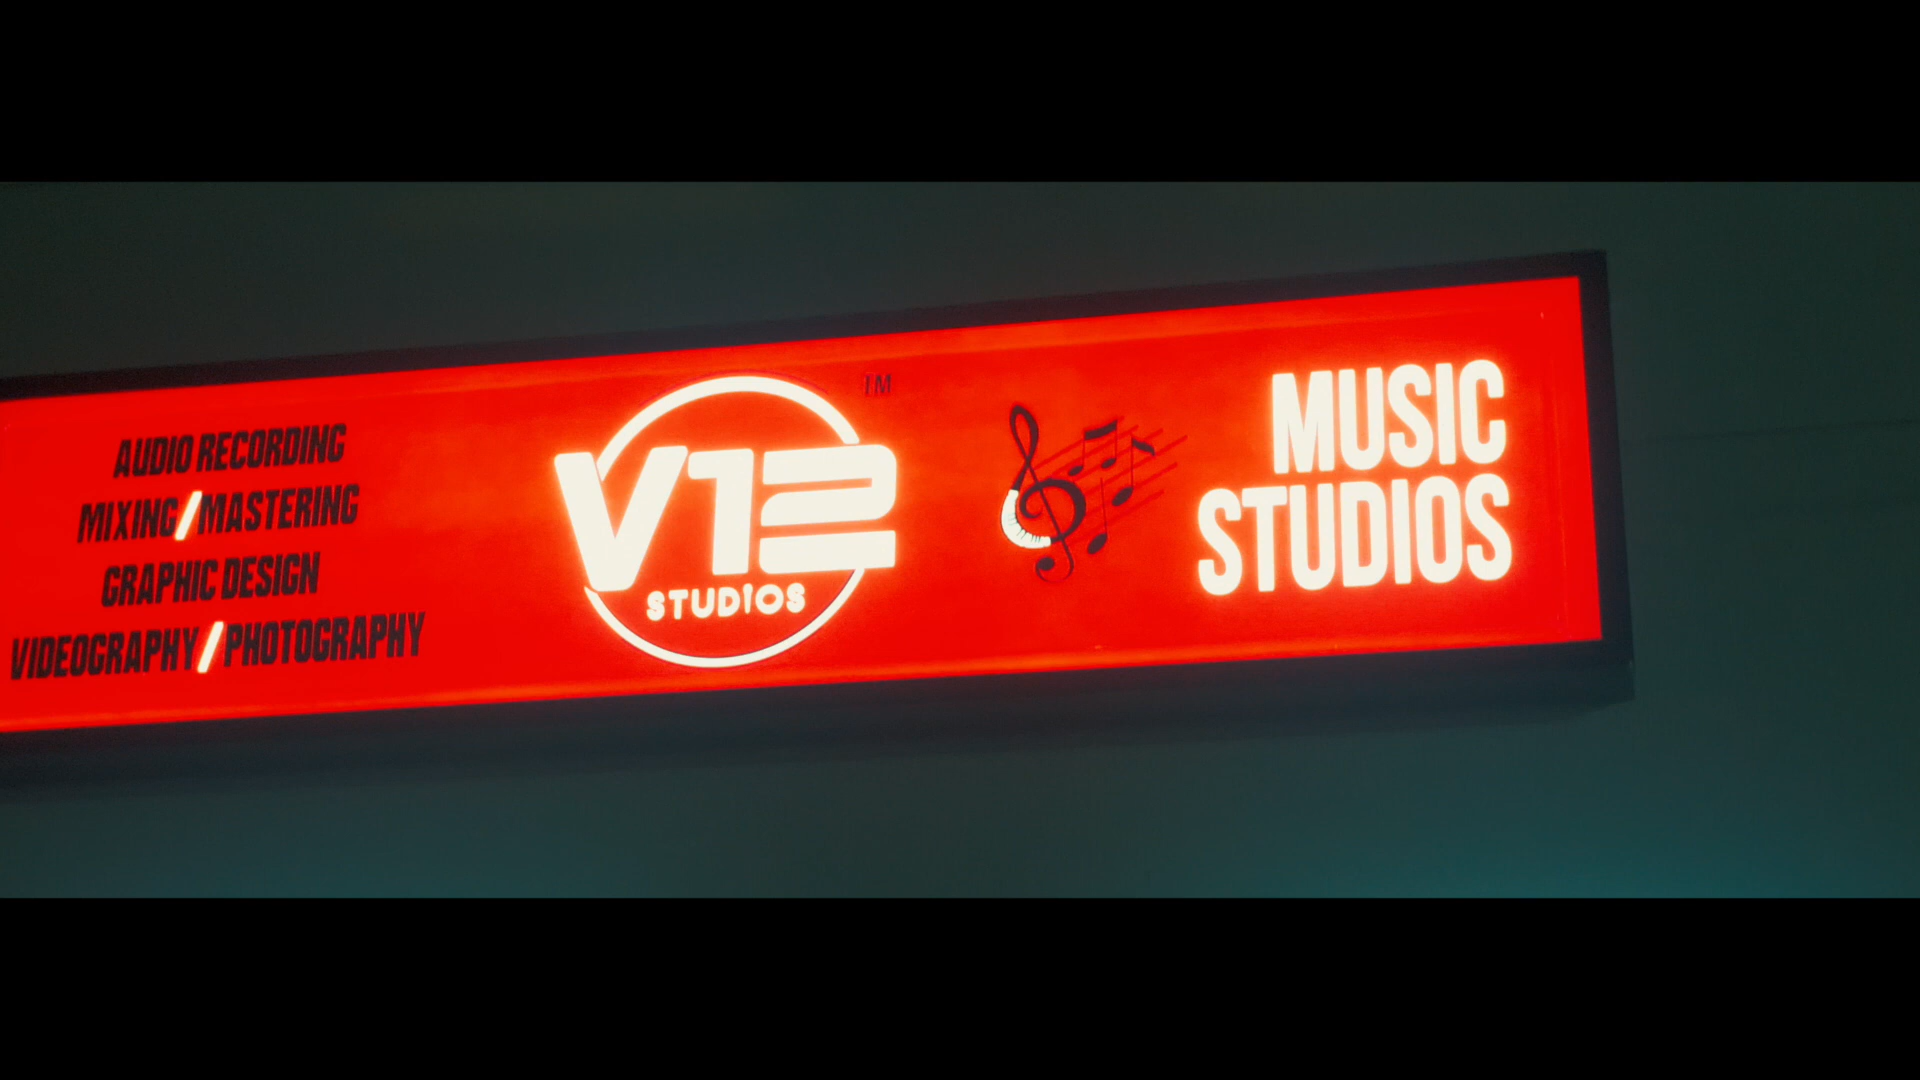 AUDIO RECORDING
MIXING/MASTERING
GRAPHIC DESIGN
VIDEOGRAPHY/PHOTOGRAPHY
V12
STUDIOS
TM
MUSIC
STUDIOS